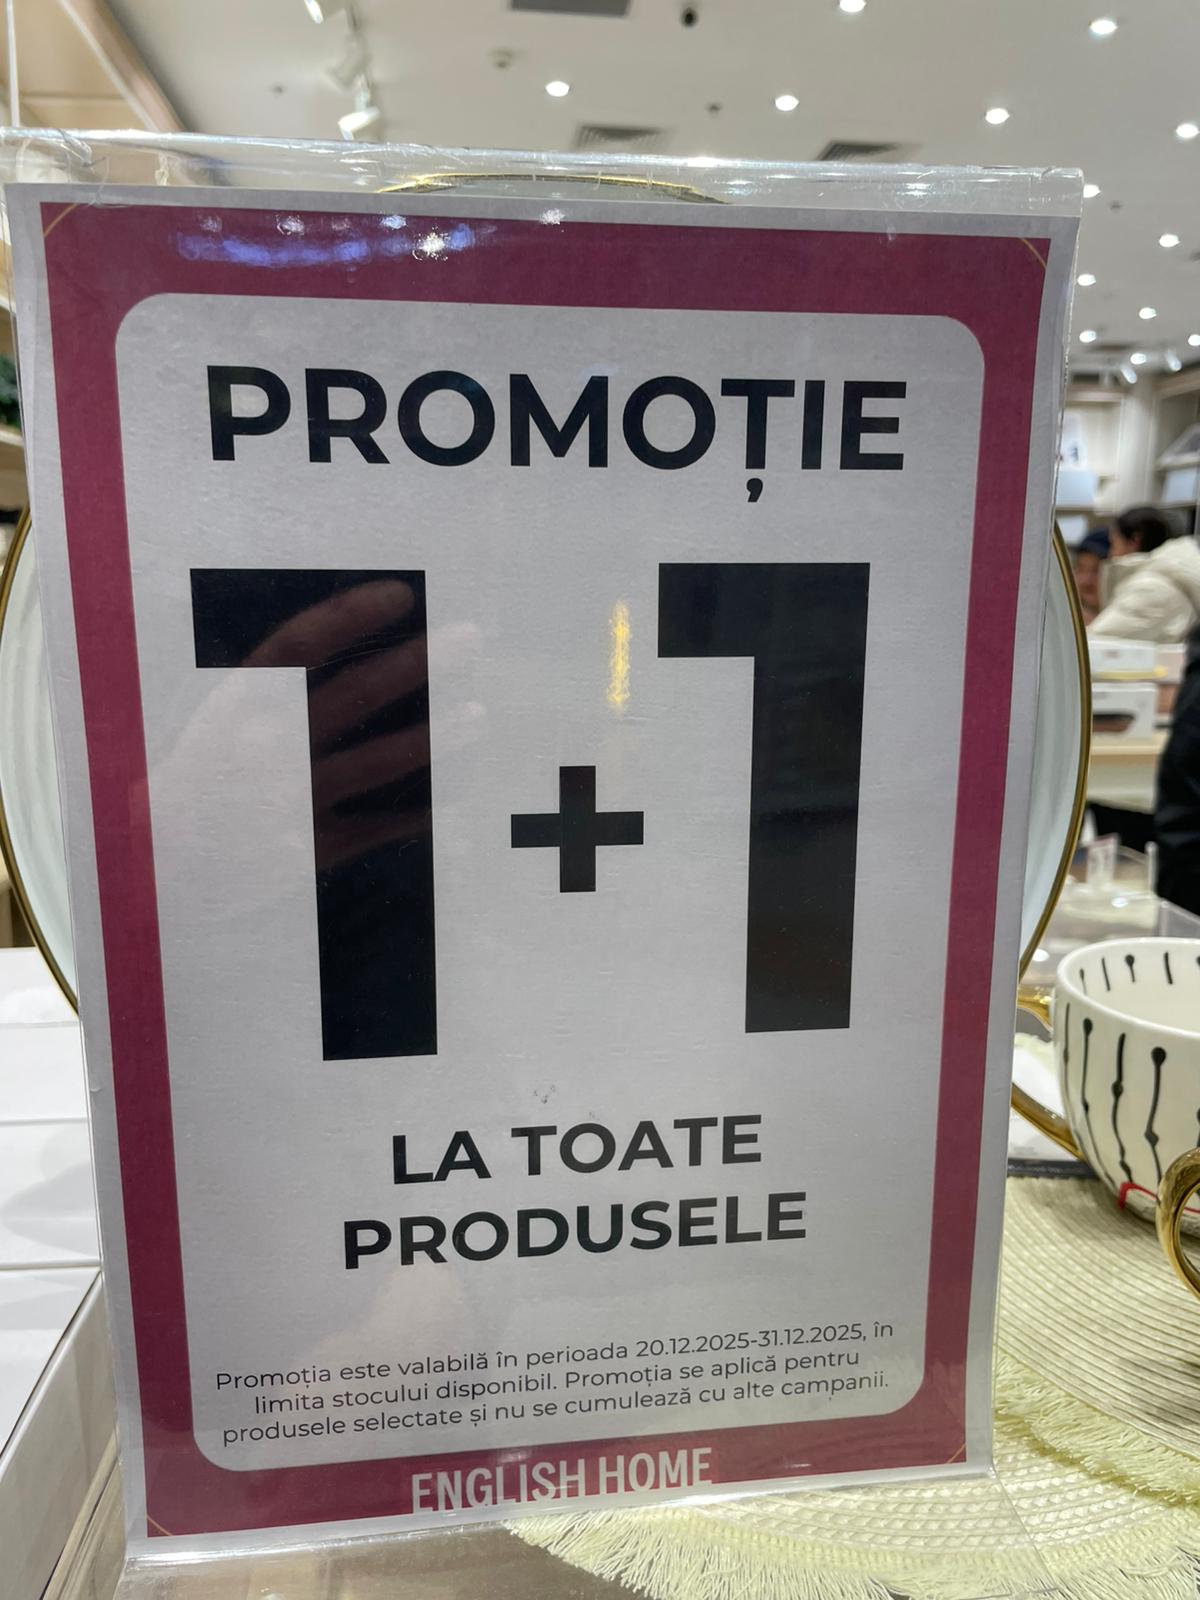 PROMOȚIE
1+1
LA TOATE
PRODUSELE
Promoția este valabilă în perioada 20.12.2025-31.12.2025, în
limita stocului disponibil. Promoția se aplică pentru
produsele selectate și nu se cumulează cu alte campanii.
ENGLISH HOME